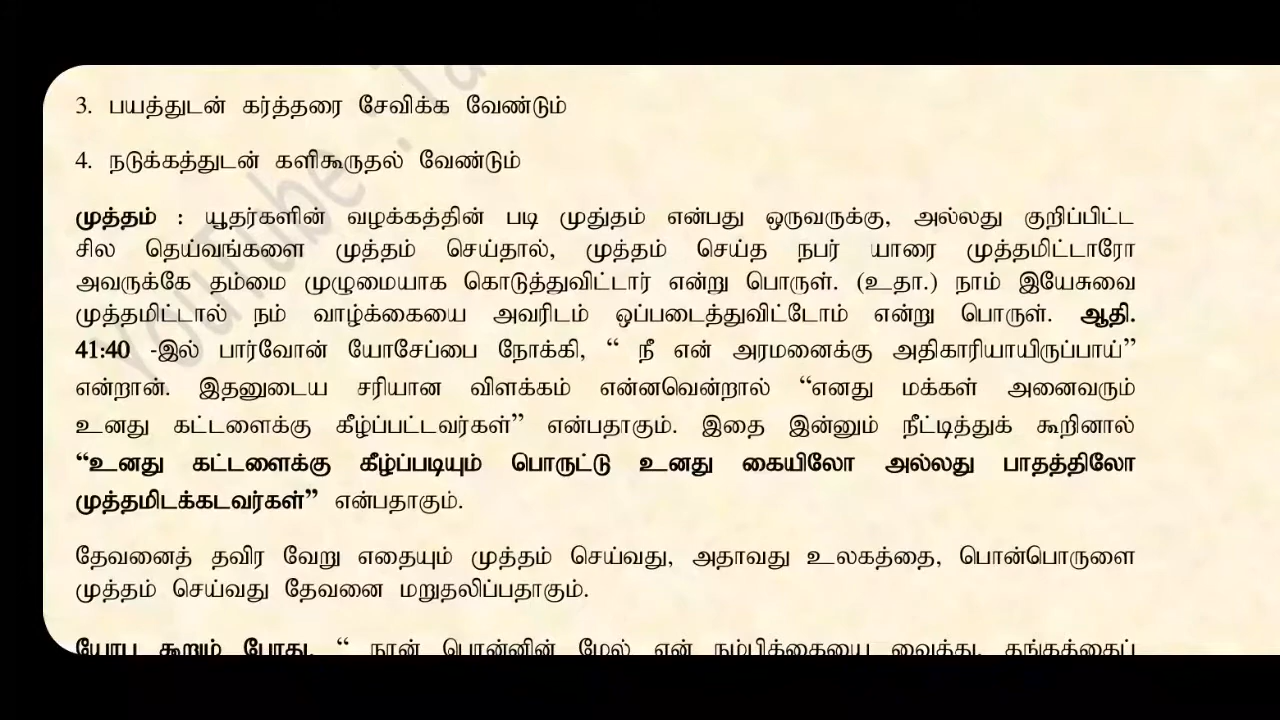 3. பயத்துடன் கர்த்தரை சேவிக்க வேண்டும்
4. நடுக்கத்துடன் களிகூருதல் வேண்டும்
முத்தம் : யூதர்களின் வழக்கத்தின் படி முத்தம் என்பது ஒருவருக்கு, அல்லது குறிப்பிட்ட
சில தெய்வங்களை முத்தம் செய்தால், முத்தம் செய்த நபர் யாரை முத்தமிட்டாரோ
அவருக்கே தம்மை முழுமையாக கொடுத்துவிட்டார் என்று பொருள். (உதா.) நாம் இயேசுவை
முத்தமிட்டால் நம் வாழ்க்கையை அவரிடம் ஒப்படைத்துவிட்டோம் என்று பொருள். ஆதி.
41:40 -இல் பார்வோன் யோசேப்பை நோக்கி, “ நீ என் அரமனைக்கு அதிகாரியாயிருப்பாய்”
என்றான். இதனுடைய சரியான விளக்கம் என்னவென்றால் “எனது மக்கள் அனைவரும்
உனது கட்டளைக்கு கீழ்ப்பட்டவர்கள்” என்பதாகும். இதை இன்னும் நீட்டித்துக் கூறினால்
“உனது கட்டளைக்கு கீழ்ப்படியும் பொருட்டு உனது கையிலோ அல்லது பாதத்திலோ
முத்தமிடக்கடவர்கள்” என்பதாகும்.
தேவனைத் தவிர வேறு எதையும் முத்தம் செய்வது, அதாவது உலகத்தை, பொன்பொருளை
முத்தம் செய்வது தேவனை மறுதலிப்பதாகும்.
யோபு கூறும் போது, “ நான் பொன்னின் மேல் என் நம்பிக்கையை வைத்து, தங்கத்தைப்
YouTube :